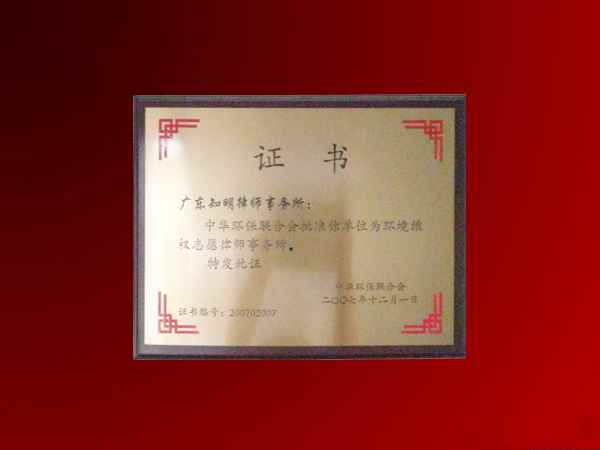 证 书
广东知明律师事务所：
中华环保联合会批准你单位为环境维
权志愿律师事务所。
特发此证
中华环保联合会
二〇〇七年十二月一日
证书编号：200702007